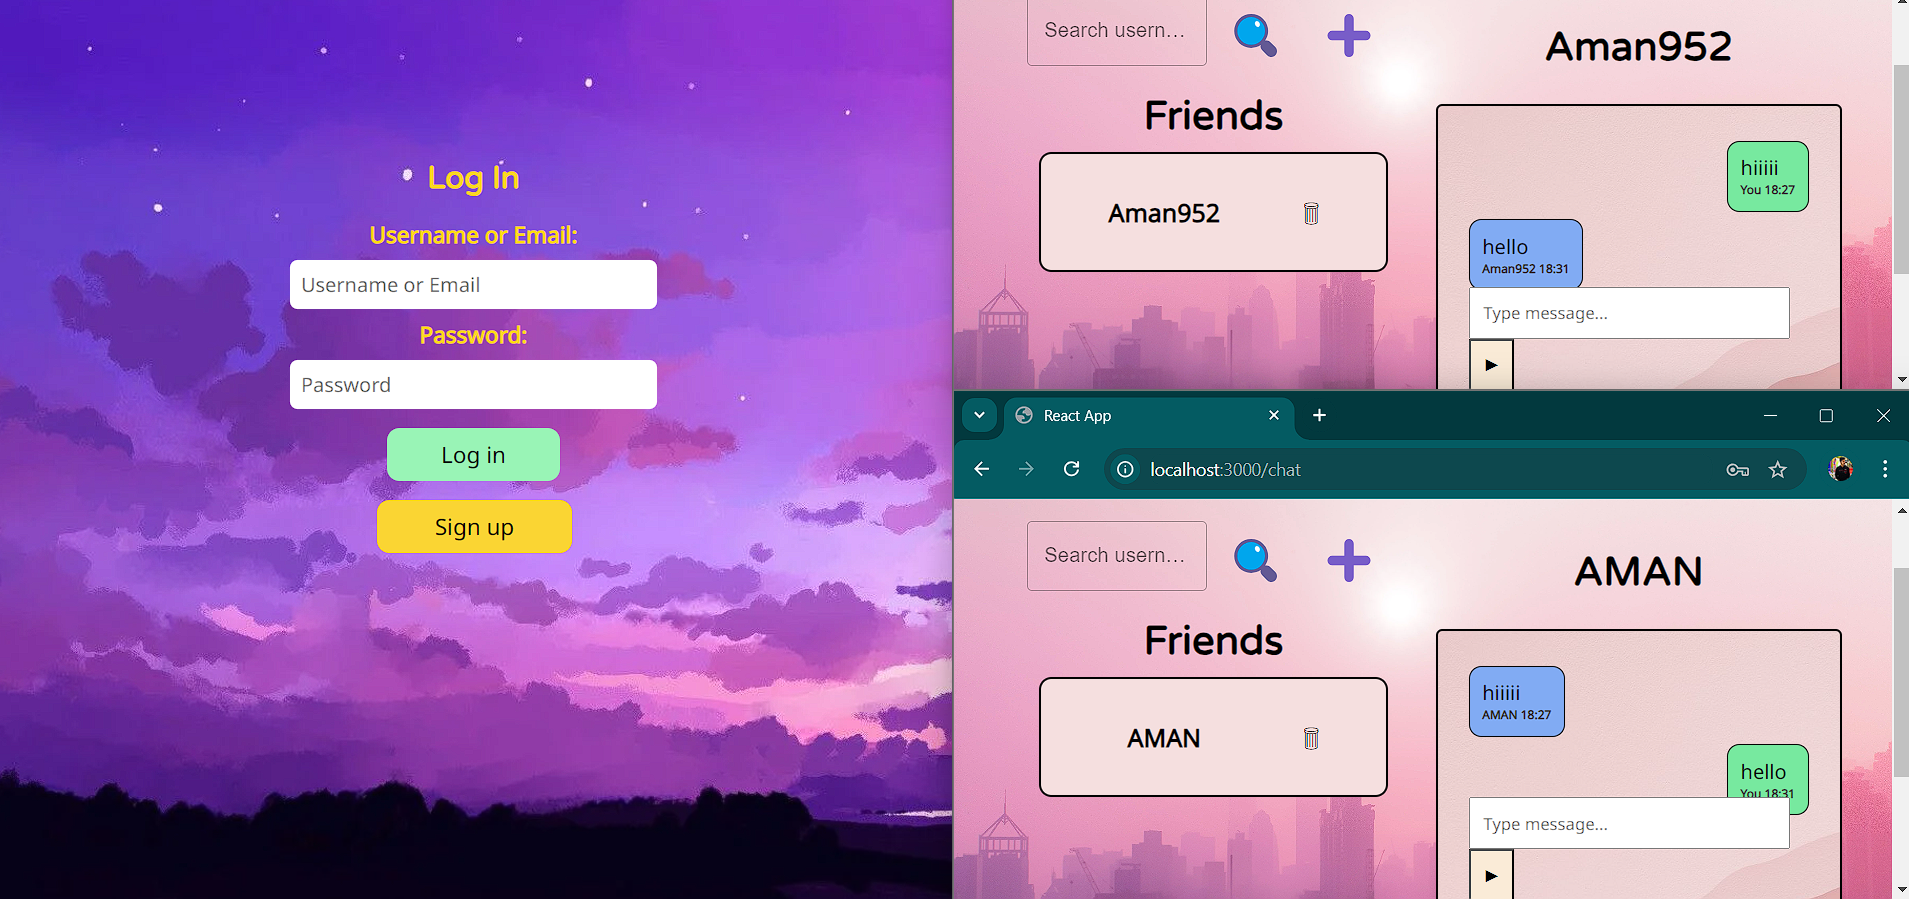 Log In
Username or Email:
Username or Email
Password:
Password
Log in
Sign up
Search usern...
Friends
Aman952
Aman952
hiiiii
You 18:27
hello
Aman952 18:31
Type message...
React App
localhost:3000/chat
Search usern...
Friends
AMAN
AMAN
hiiiii
AMAN 18:27
hello
You 18:31
Type message...